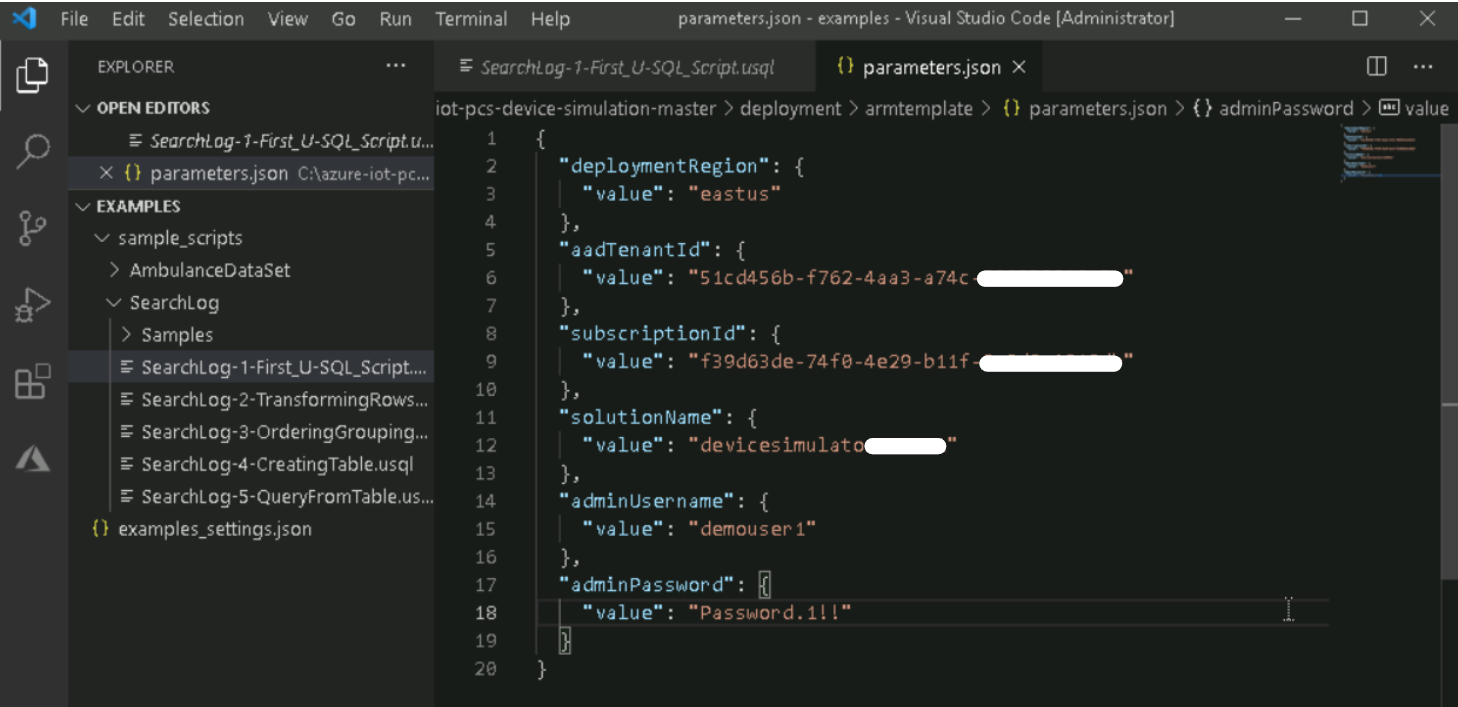 File Edit Selection View Go Run Terminal Help parameters.json - examples - Visual Studio Code [Administrator]
EXPLORER ...
SearchLog-1-First_U-SQL_Script.usql
{} parameters.json
OPEN EDITORS
SearchLog-1-First_U-SQL_Script.u...
{} parameters.json C:\azure-iot-pc...
EXAMPLES
sample_scripts
AmbulanceDataSet
SearchLog
Samples
SearchLog-1-First_U-SQL_Script....
SearchLog-2-TransformingRows...
SearchLog-3-OrderingGrouping...
SearchLog-4-CreatingTable.usql
SearchLog-5-QueryFromTable.us...
{} examples_settings.json
iot-pcs-device-simulation-master > deployment > armtemplate > {} parameters.json > {} adminPassword > abc value
1 {
2 "deploymentRegion": {
3 "value": "eastus"
4 },
5 "aadTenantId": {
6 "value": "51cd456b-f762-4aa3-a74c-"
7 },
8 "subscriptionId": {
9 "value": "f39d63de-74f0-4e29-b11f-"
10 },
11 "solutionName": {
12 "value": "devicesimulato"
13 },
14 "adminUsername": {
15 "value": "demouser1"
16 },
17 "adminPassword": {
18 "value": "Password.1!!"
19 }
20 }